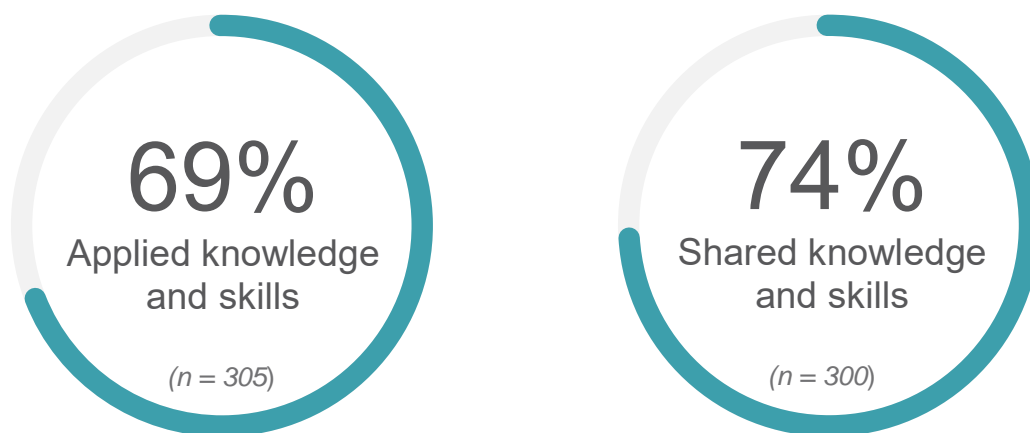 69%
Applied knowledge
and skills
(n = 305)
74%
Shared knowledge
and skills
(n = 300)